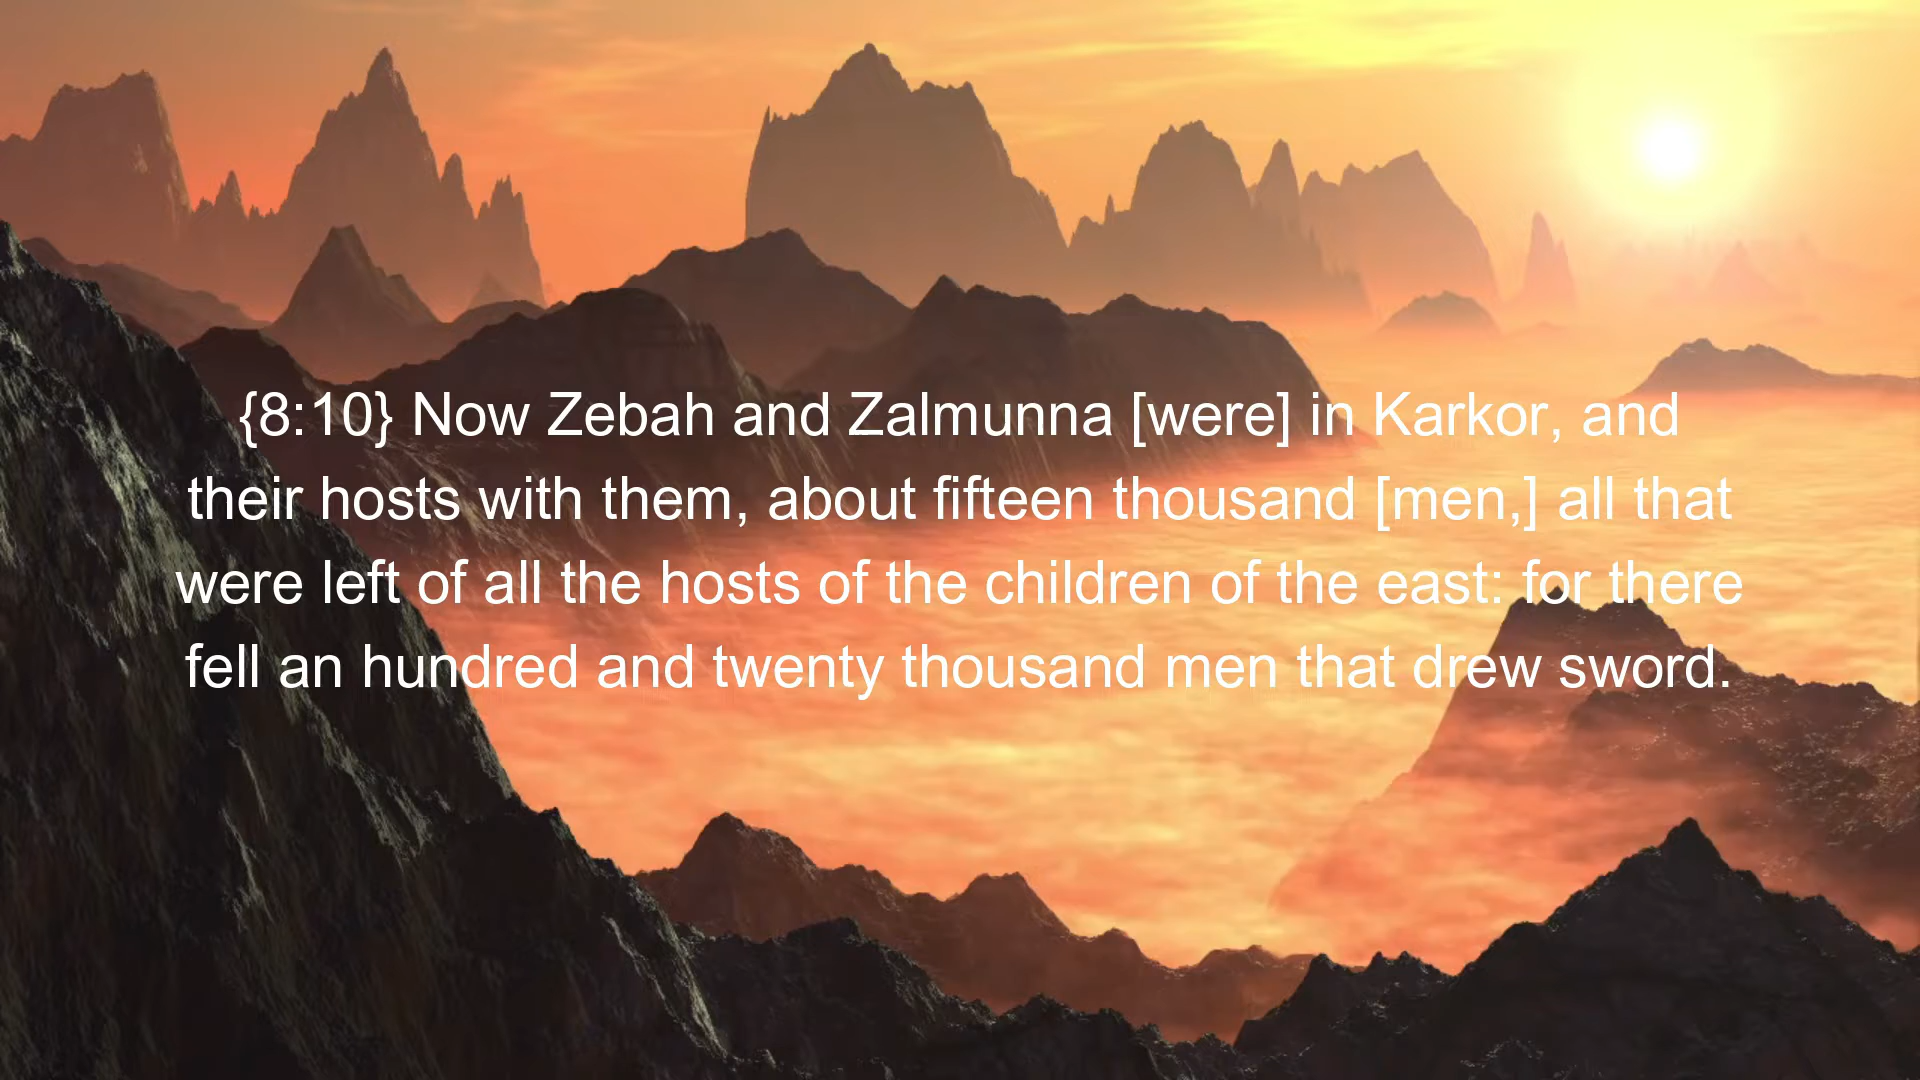 {8:10} Now Zebah and Zalmunna [were] in Karkor, and
their hosts with them, about fifteen thousand [men,] all that
were left of all the hosts of the children of the east: for there
fell an hundred and twenty thousand men that drew sword.